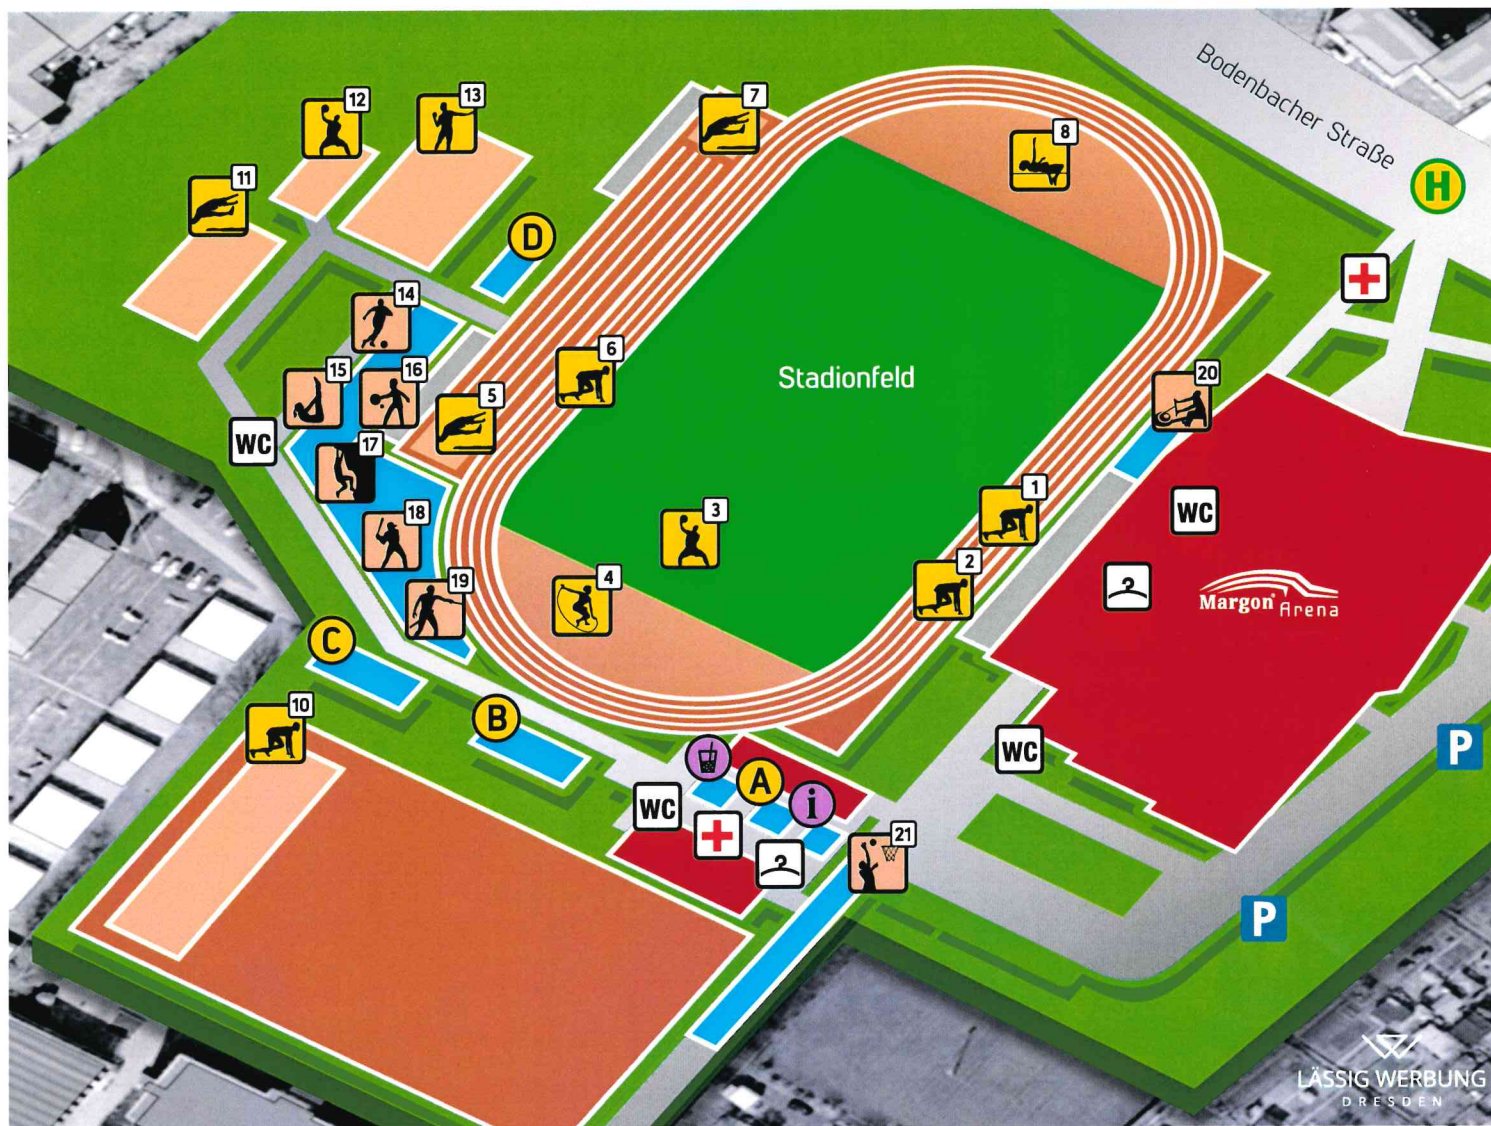 Bodenbacher Straße
H
12
13
7
8
11
D
14
6
15
16
5
Stadionfeld
20
WC
17
18
3
1
WC
19
4
2
Margon® Arena
C
10
B
WC
P
A
i
WC
21
P
LÄSSIG WERBUNG
DRESDEN